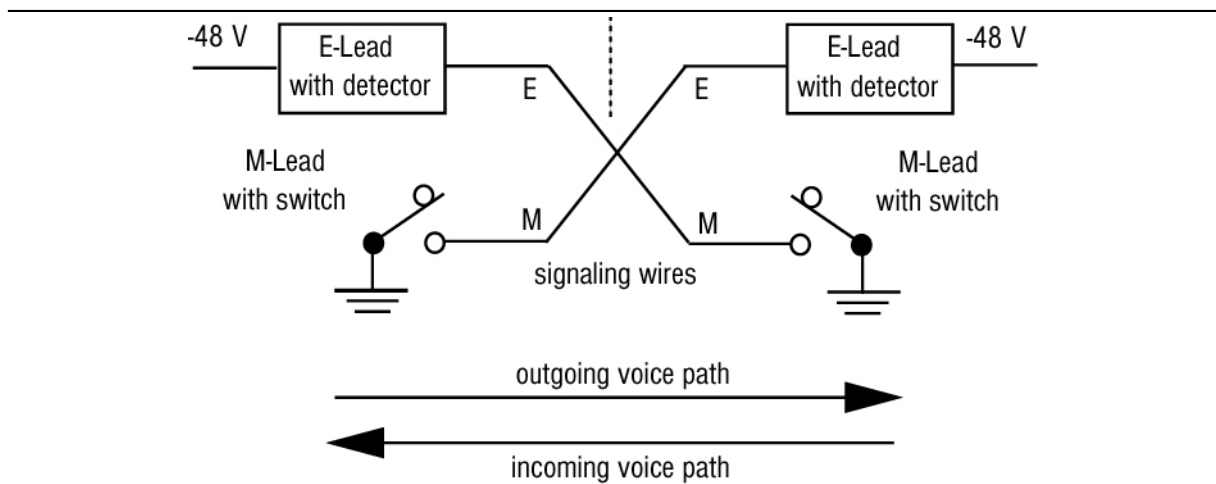 -48 V
E-Lead
with detector
E
E
E-Lead
with detector
-48 V
M-Lead
with switch
M
M
M-Lead
with switch
signaling wires
outgoing voice path
incoming voice path